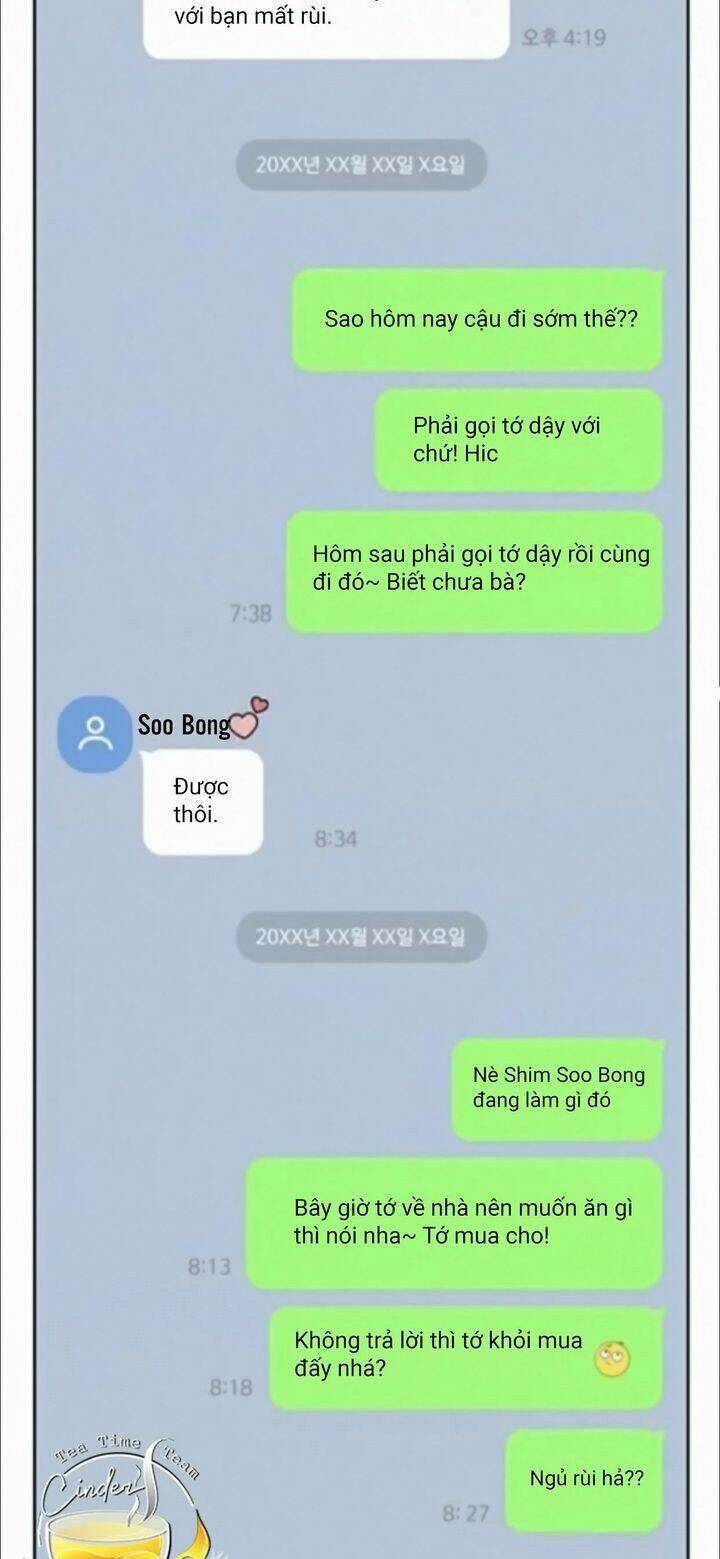 với bạn mất rùi.
오후 4:19
20XX년 XX월 XX일 X요일
Sao hôm nay cậu đi sớm thế??
Phải gọi tớ dậy với
chứ! Hic
Hôm sau phải gọi tớ dậy rồi cùng
đi đó~ Biết chưa bà?
7:38
Soo Bong
Được
thôi.
8:34
20XX년 XX월 XX일 X요일
Nè Shim Soo Bong
đang làm gì đó
Bây giờ tớ về nhà nên muốn ăn gì
thì nói nha~ Tớ mua cho!
8:13
Không trả lời thì tớ khỏi mua
đấy nhá?
8:18
Ngủ rùi hả??
8:27
Tea Time Team
Cinder